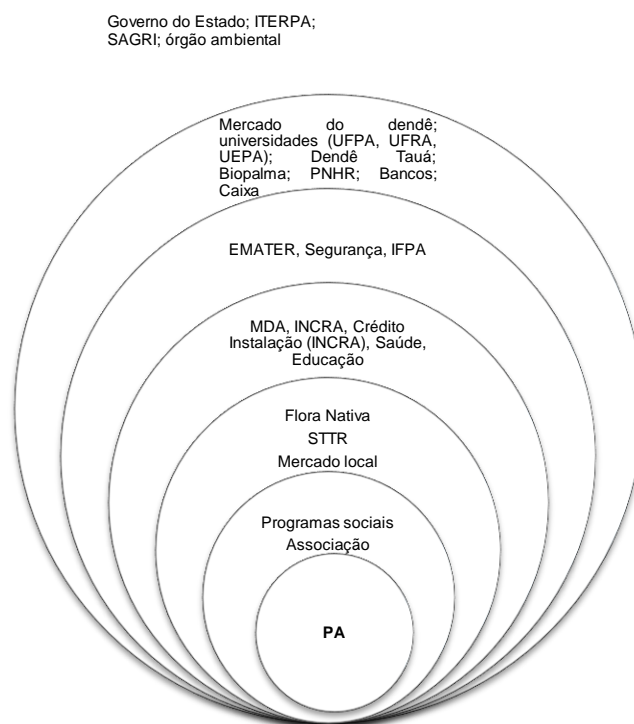 Governo do Estado; ITERPA;
SAGRI; órgão ambiental
Mercado do dendê;
universidades (UFPA, UFRA,
UEPA); Dendê Tauá;
Biopalma; PNHR; Bancos;
Caixa
EMATER, Segurança, IFPA
MDA, INCRA, Crédito
Instalação (INCRA), Saúde,
Educação
Flora Nativa
STTR
Mercado local
Programas sociais
Associação
PA